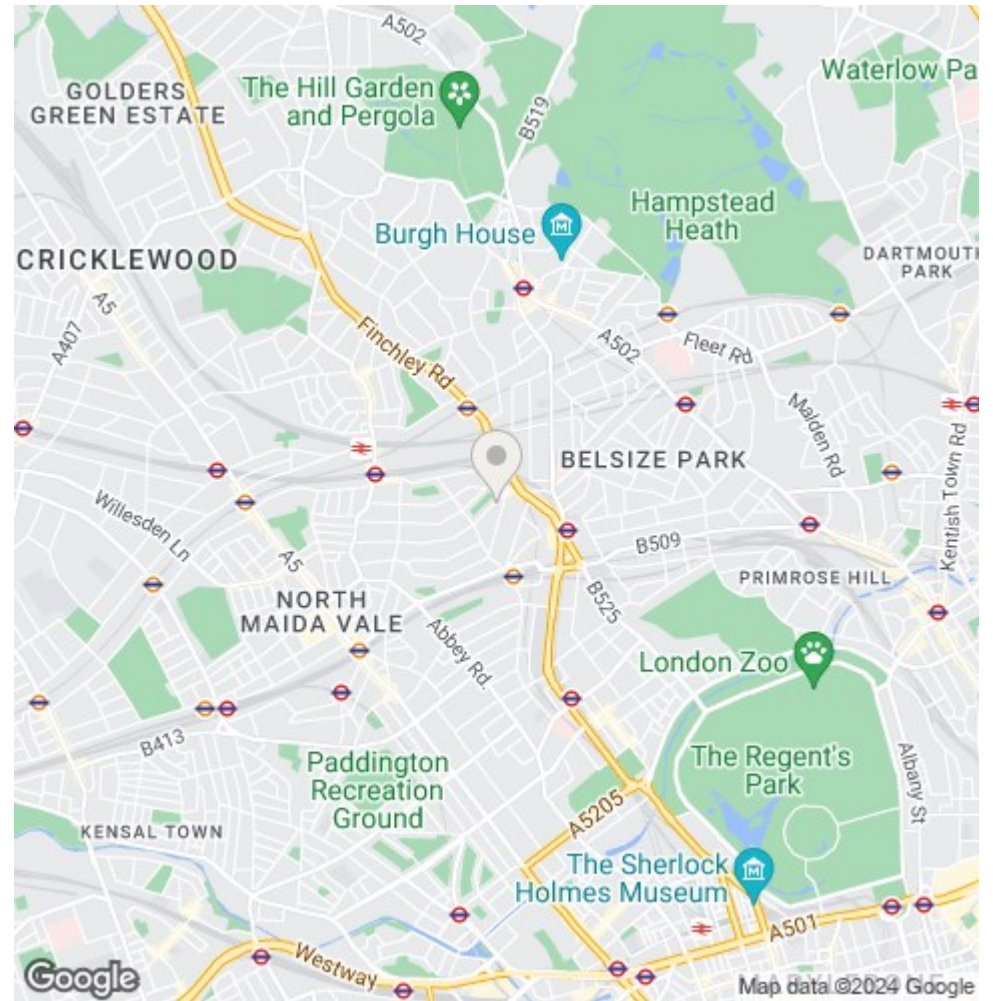 A502
GOLDERS
GREEN ESTATE
The Hill Garden
and Pergola
B519
Waterlow Pa
Hampstead
Heath
Burgh House
CRICKLEWOOD
DARTMOUTH
PARK
A5
A407
Finchley Rd
A502
Fleet Rd
Malden Rd
BELSIZE PARK
Kentish Town Rd
Willesden Ln
A5
B509
PRIMROSE HILL
NORTH
MAIDA VALE
B525
Abbey Rd.
London Zoo
B413
The Regent's
Park
Albany St
Paddington
Recreation
Ground
A5205
KENSAL TOWN
The Sherlock
Holmes Museum
A501
Westway
MARYLEBONE
Google
Map data ©2024 Google